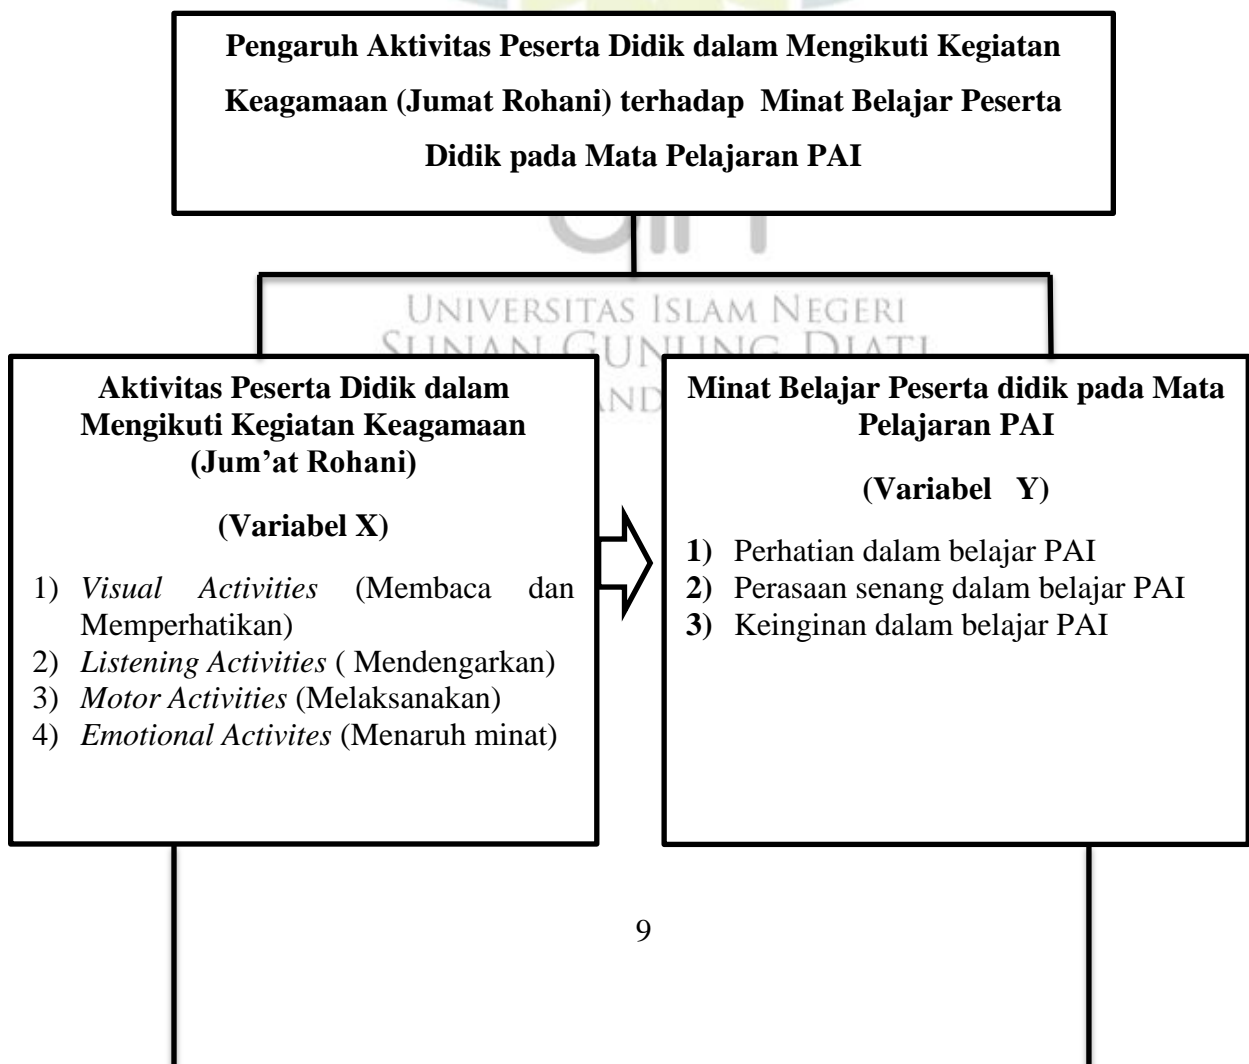 Pengaruh Aktivitas Peserta Didik dalam Mengikuti Kegiatan
Keagamaan (Jumat Rohani) terhadap Minat Belajar Peserta
Didik pada Mata Pelajaran PAI
UNIVERSITAS ISLAM NEGERI
SUNAN GUNUNG DJATI
Aktivitas Peserta Didik dalam
Mengikuti Kegiatan Keagamaan
(Jum’at Rohani)
(Variabel X)
1) Visual Activities (Membaca dan
Memperhatikan)
2) Listening Activities ( Mendengarkan)
3) Motor Activities (Melaksanakan)
4) Emotional Activites (Menaruh minat)
Minat Belajar Peserta didik pada Mata
Pelajaran PAI
(Variabel Y)
1) Perhatian dalam belajar PAI
2) Perasaan senang dalam belajar PAI
3) Keinginan dalam belajar PAI
9